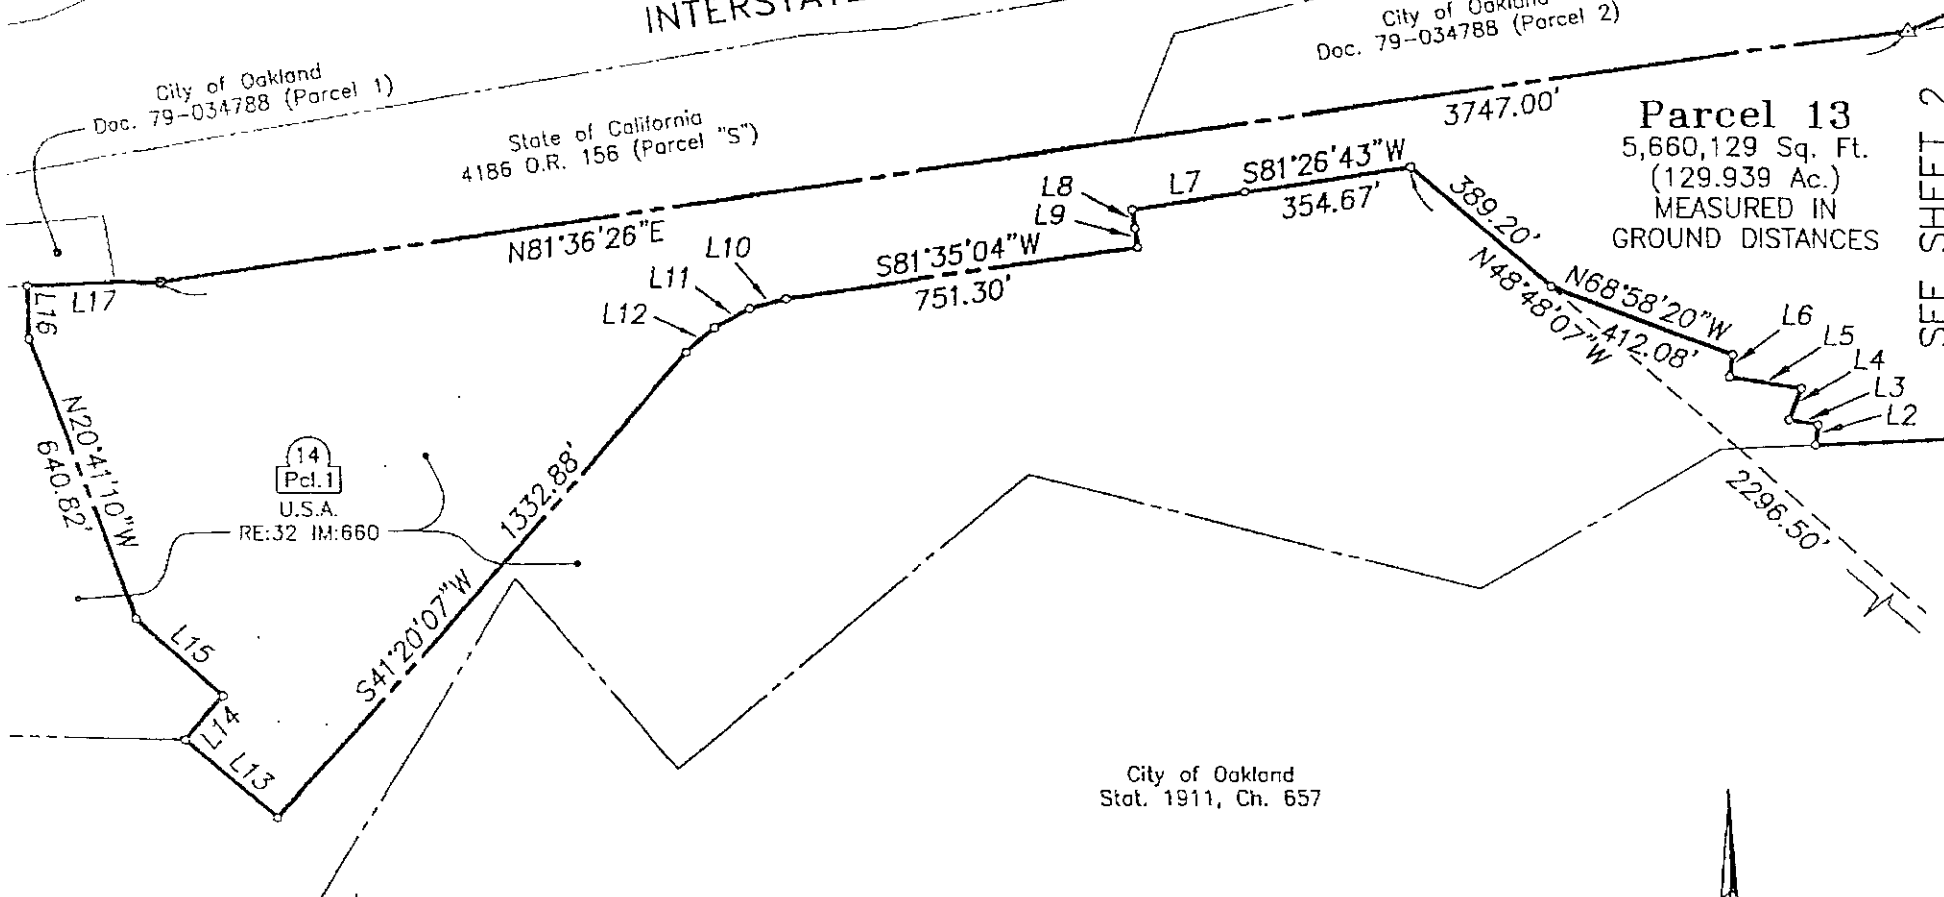 INTERSTATE
City of Oakland
Doc. 79-034788 (Parcel 1)
City of Oakland
Doc. 79-034788 (Parcel 2)
State of California
4186 O.R. 156 (Parcel "S")
3747.00'
Parcel 13
5,660,129 Sq. Ft.
(129.939 Ac.)
MEASURED IN
GROUND DISTANCES
SEE SHEET 2
N81°36'26"E
L7
S81°26'43"W
354.67'
L8
L9
L10
L11
L12
S81°35'04"W
751.30'
389.20'
N48°48'07"W
N68°58'20"W
412.08'
L6
L5
L4
L3
L2
2296.50'
L17
L16
N20°41'10"W
640.82'
14
Pcl.1
U.S.A.
RE:32 IM:660
1332.88'
S41°20'07"W
L15
L14
L13
City of Oakland
Stat. 1911, Ch. 657